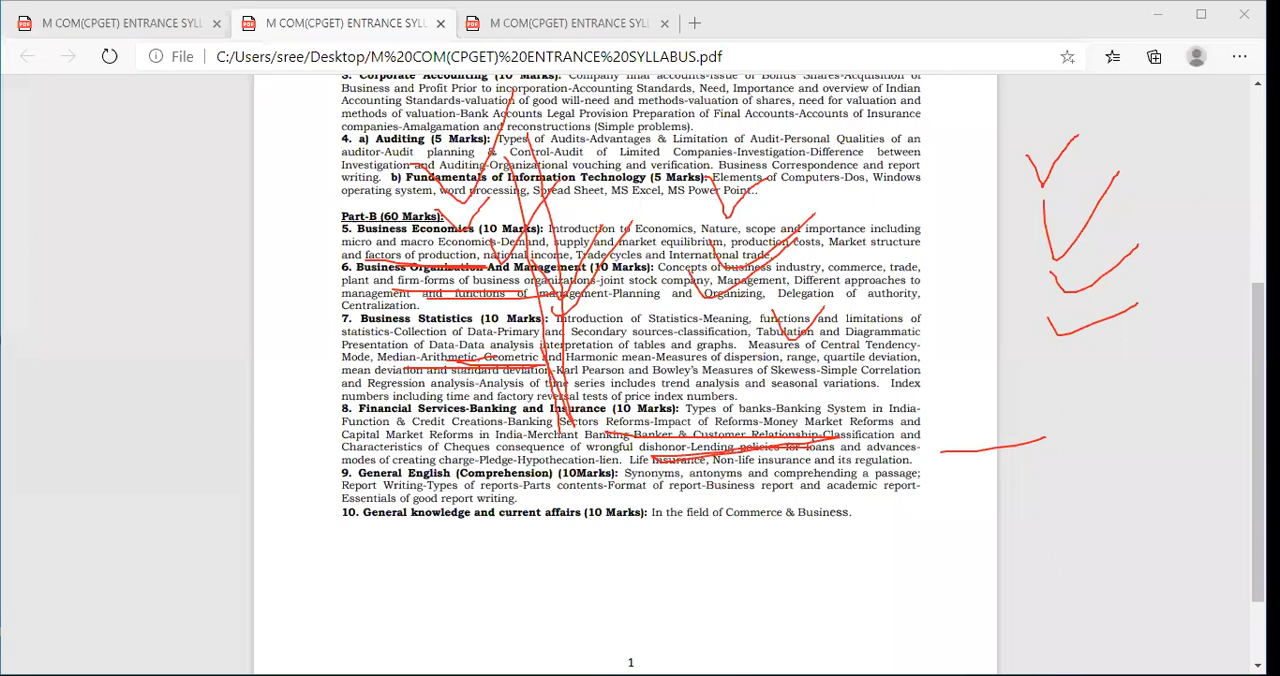 M COM(CPGET) ENTRANCE SYLL
M COM(CPGET) ENTRANCE SYLL
M COM(CPGET) ENTRANCE SYLL
File
C:/Users/sree/Desktop/M%20COM(CPGET)%20ENTRANCE%20SYLLABUS.pdf
3. Corporate Accounting (10 Marks): Company final accounts-Issue of Bonus Shares-Acquisition of
Business and Profit Prior to incorporation-Accounting Standards, Need, Importance and overview of Indian
Accounting Standards-valuation of good will-need and methods-valuation of shares, need for valuation and
methods of valuation-Bank Accounts Legal Provision Preparation of Final Accounts-Accounts of Insurance
companies-Amalgamation and reconstructions (Simple problems).
4. a) Auditing (5 Marks): Types of Audits-Advantages & Limitation of Audit-Personal Qualities of an
auditor-Audit planning & Control-Audit of Limited Companies-Investigation-Difference between
Investigation-and Auditing-Organizational vouching and verification. Business Correspondence and report
writing. b) Fundamentals of Information Technology (5 Marks): Elements of Computers-Dos, Windows
operating system, word processing, Spread Sheet, MS Excel, MS Power Point..
Part-B (60 Marks):
5. Business Economics (10 Marks): Introduction to Economics, Nature, scope and importance including
micro and macro Economics-Demand, supply and market equilibrium, production costs, Market structure
and factors of production, national income, Trade cycles and International trade.
6. Business Organization And Management (10 Marks): Concepts of business industry, commerce, trade,
plant and firm-forms of business organizations-joint stock company, Management, Different approaches to
management and functions of management-Planning and Organizing, Delegation of authority,
Centralization.
7. Business Statistics (10 Marks): Introduction of Statistics-Meaning, functions and limitations of
statistics-Collection of Data-Primary and Secondary sources-classification, Tabulation and Diagrammatic
Presentation of Data-Data analysis interpretation of tables and graphs. Measures of Central Tendency-
Mode, Median-Arithmetic, Geometric and Harmonic mean-Measures of dispersion, range, quartile deviation,
mean deviation and standard deviation-Karl Pearson and Bowley's Measures of Skewess-Simple Correlation
and Regression analysis-Analysis of time series includes trend analysis and seasonal variations. Index
numbers including time and factory reversal tests of price index numbers.
8. Financial Services-Banking and Insurance (10 Marks): Types of banks-Banking System in India-
Function & Credit Creations-Banking Sectors Reforms-Impact of Reforms-Money Market Reforms and
Capital Market Reforms in India-Merchant Banking-Banker & Customer Relationship-Classification and
Characteristics of Cheques consequence of wrongful dishonor-Lending policies for loans and advances-
modes of creating charge-Pledge-Hypothecation-lien. Life Insurance, Non-life insurance and its regulation.
9. General English (Comprehension) (10Marks): Synonyms, antonyms and comprehending a passage;
Report Writing-Types of reports-Parts contents-Format of report-Business report and academic report-
Essentials of good report writing.
10. General knowledge and current affairs (10 Marks): In the field of Commerce & Business.
1